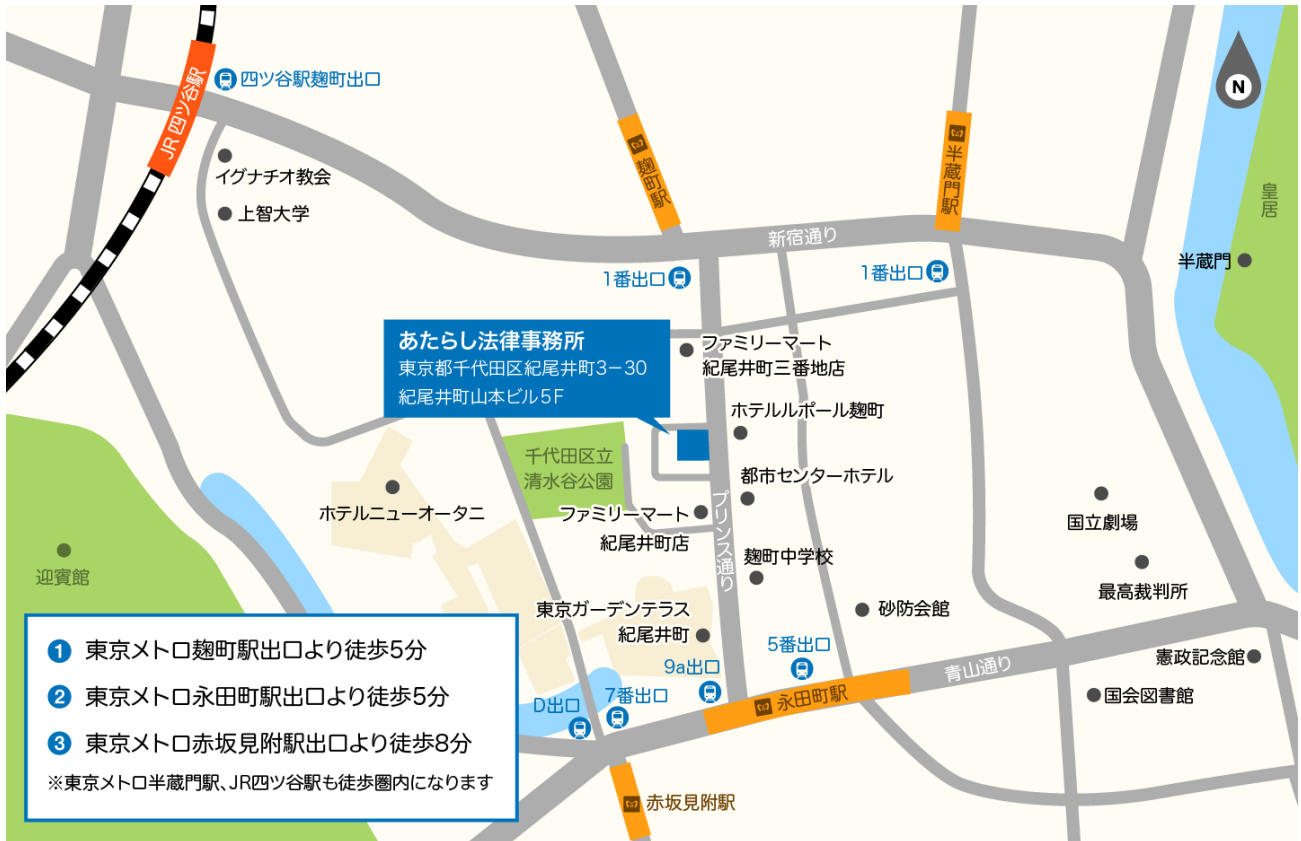 JR 四ツ谷駅
四ツ谷駅麹町出口
イグナチオ教会
上智大学
麹町駅
半蔵門駅
N
皇居
半蔵門
新宿通り
1番出口
1番出口
あたらし法律事務所
東京都千代田区紀尾井町3−30
紀尾井町山本ビル5F
ファミリーマート
紀尾井町三番地店
ホテルルポール麹町
千代田区立
清水谷公園
都市センターホテル
プリンス通り
ホテルニューオータニ
ファミリーマート
紀尾井町店
国立劇場
麹町中学校
最高裁判所
迎賓館
東京ガーデンテラス
紀尾井町
砂防会館
5番出口
9a出口
7番出口
D出口
永田町駅
青山通り
憲政記念館
国会図書館
赤坂見附駅
1 東京メトロ麹町駅出口より徒歩5分
2 東京メトロ永田町駅出口より徒歩5分
3 東京メトロ赤坂見附駅出口より徒歩8分
※東京メトロ半蔵門駅、JR四ツ谷駅も徒歩圏内になります